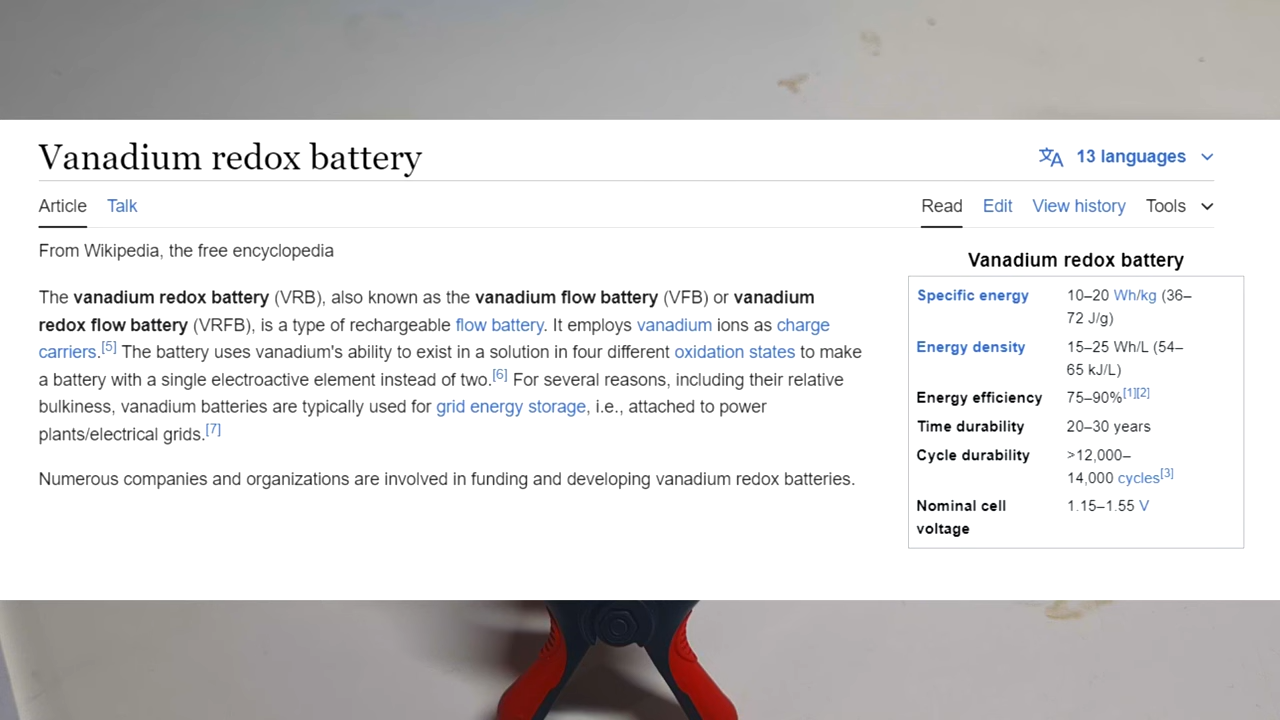 Vanadium redox battery
13 languages
Article Talk
Read Edit View history Tools
From Wikipedia, the free encyclopedia
The vanadium redox battery (VRB), also known as the vanadium flow battery (VFB) or vanadium
redox flow battery (VRFB), is a type of rechargeable flow battery. It employs vanadium ions as charge
carriers.[5] The battery uses vanadium's ability to exist in a solution in four different oxidation states to make
a battery with a single electroactive element instead of two.[6] For several reasons, including their relative
bulkiness, vanadium batteries are typically used for grid energy storage, i.e., attached to power
plants/electrical grids.[7]
Numerous companies and organizations are involved in funding and developing vanadium redox batteries.
Vanadium redox battery
Specific energy 10–20 Wh/kg (36–
72 J/g)
Energy density 15–25 Wh/L (54–
65 kJ/L)
Energy efficiency 75–90%[1][2]
Time durability 20–30 years
Cycle durability >12,000–
14,000 cycles[3]
Nominal cell 1.15–1.55 V
voltage